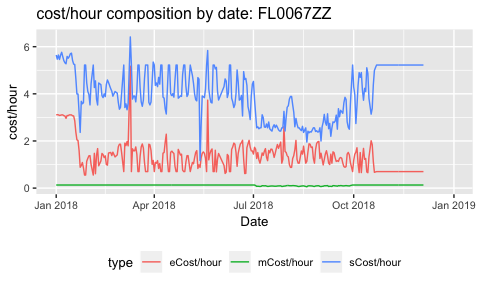 cost/hour composition by date: FL0067ZZ
cost/hour
6
4
2
0
Jan 2018 Apr 2018 Jul 2018 Oct 2018 Jan 2019
Date
type eCost/hour mCost/hour sCost/hour